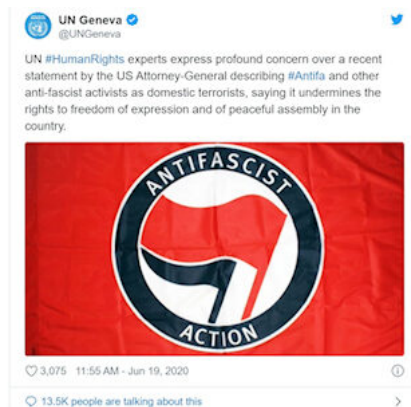 UN Geneva
@UNGeneva
UN #HumanRights experts express profound concern over a recent
statement by the US Attorney-General describing #Antifa and other
anti-fascist activists as domestic terrorists, saying it undermines the
rights to freedom of expression and of peaceful assembly in the
country.
ANTIFASCIST
ACTION
3,075 11:55 AM - Jun 19, 2020
13.5K people are talking about this